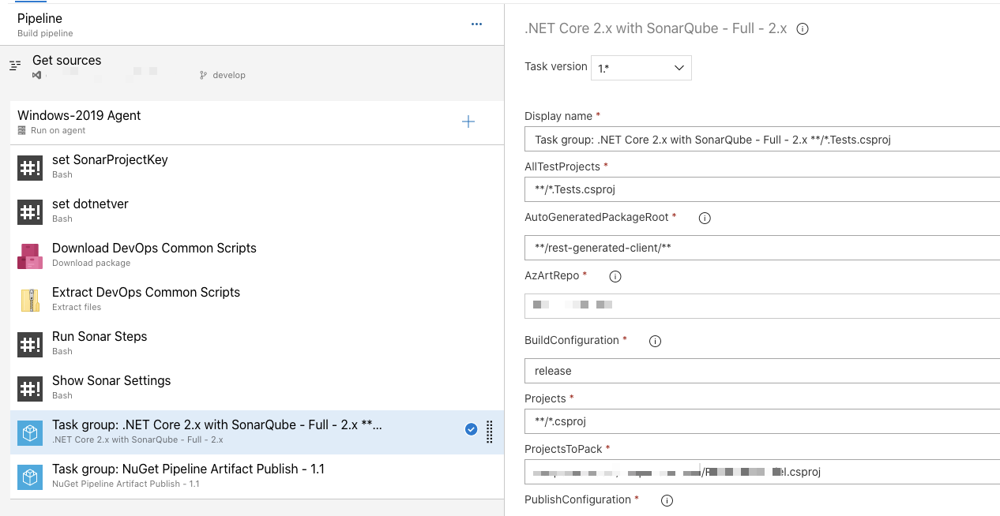 Pipeline
...
Build pipeline
Get sources
develop
Windows-2019 Agent
Run on agent
set SonarProjectKey
Bash
set dotnetver
Bash
Download DevOps Common Scripts
Download package
Extract DevOps Common Scripts
Extract files
Run Sonar Steps
Bash
Show Sonar Settings
Bash
Task group: .NET Core 2.x with SonarQube - Full - 2.x **...
.NET Core 2.x with SonarQube - Full - 2.x
Task group: NuGet Pipeline Artifact Publish - 1.1
NuGet Pipeline Artifact Publish - 1.1
.NET Core 2.x with SonarQube - Full - 2.x
Task version 1.*
Display name *
Task group: .NET Core 2.x with SonarQube - Full - 2.x **/*.Tests.csproj
AllTestProjects *
**/*.Tests.csproj
AutoGeneratedPackageRoot *
**/rest-generated-client/**
AzArtRepo *
BuildConfiguration *
release
Projects *
**/*.csproj
ProjectsToPack *
el.csproj
PublishConfiguration *